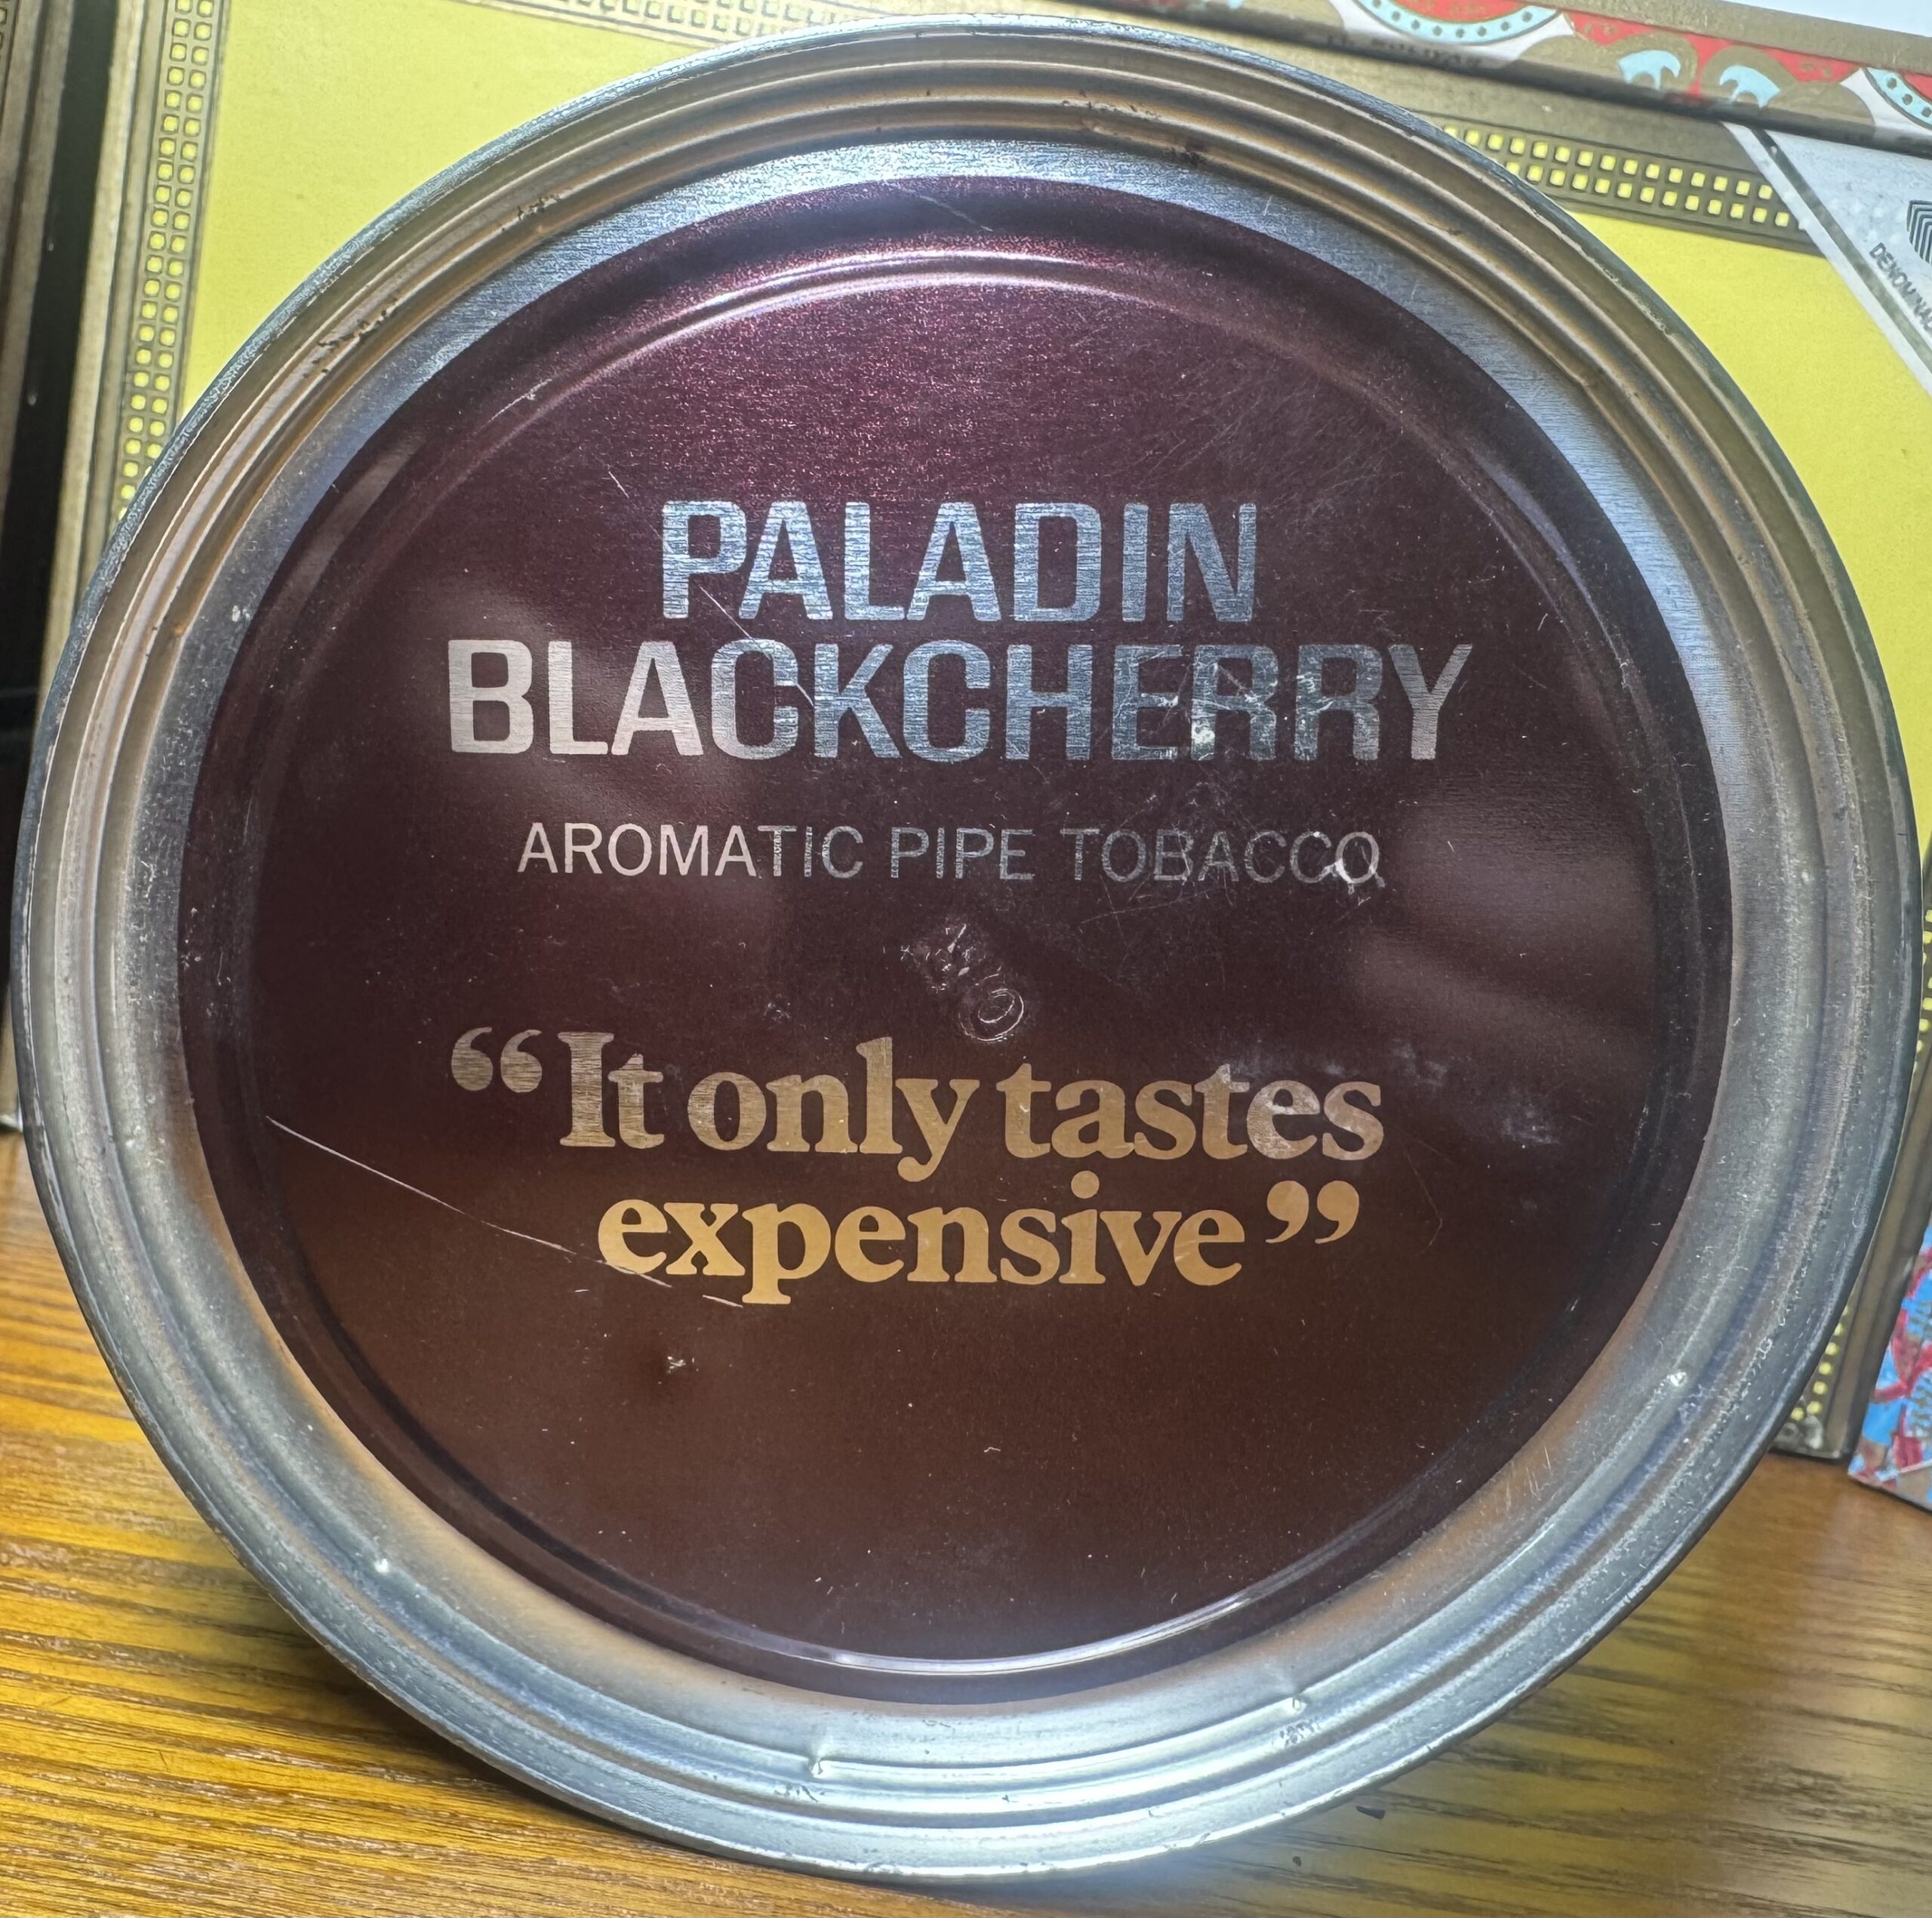 PALADIN
BLACKCHERRY
AROMATIC PIPE TOBACCO
“It only tastes
expensive”